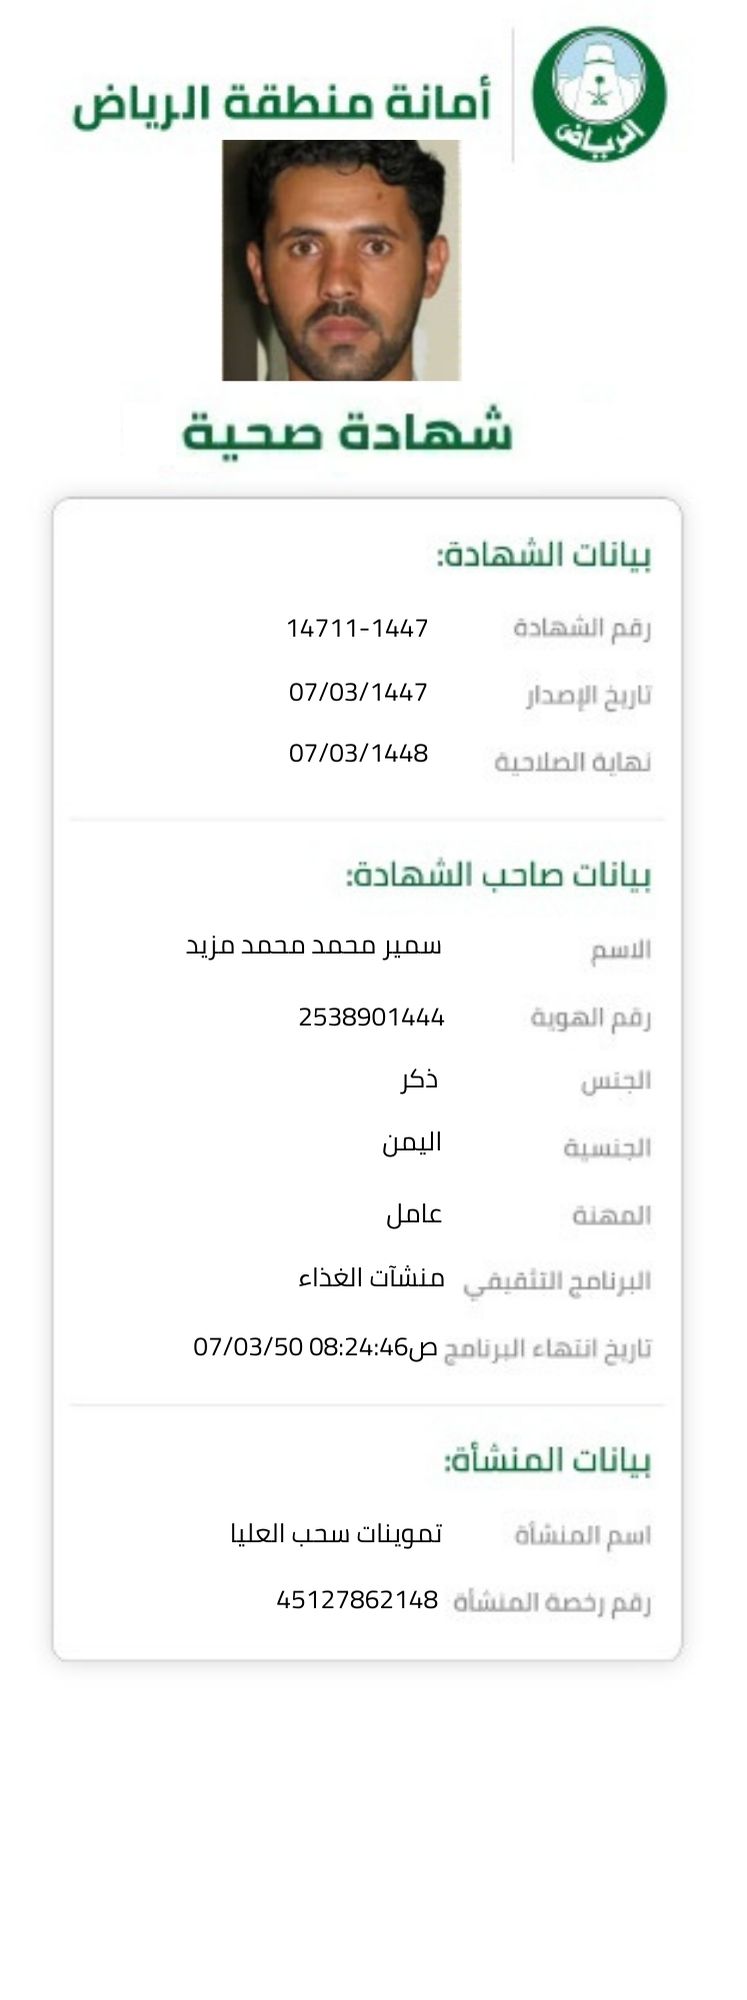 أمانة منطقة الرياض
الرياض
شهادة صحية
بيانات الشهادة:
رقم الشهادة 14711-1447
تاريخ الإصدار 07/03/1447
نهاية الصلاحية 07/03/1448
بيانات صاحب الشهادة:
الاسم سمير محمد محمد مزيد
رقم الهوية 2538901444
الجنس ذكر
الجنسية اليمن
المهنة عامل
البرنامج التثقيفي منشآت الغذاء
تاريخ انتهاء البرنامج ص08:24:46 07/03/50
بيانات المنشأة:
اسم المنشأة تموينات سحب العليا
رقم رخصة المنشأة 45127862148